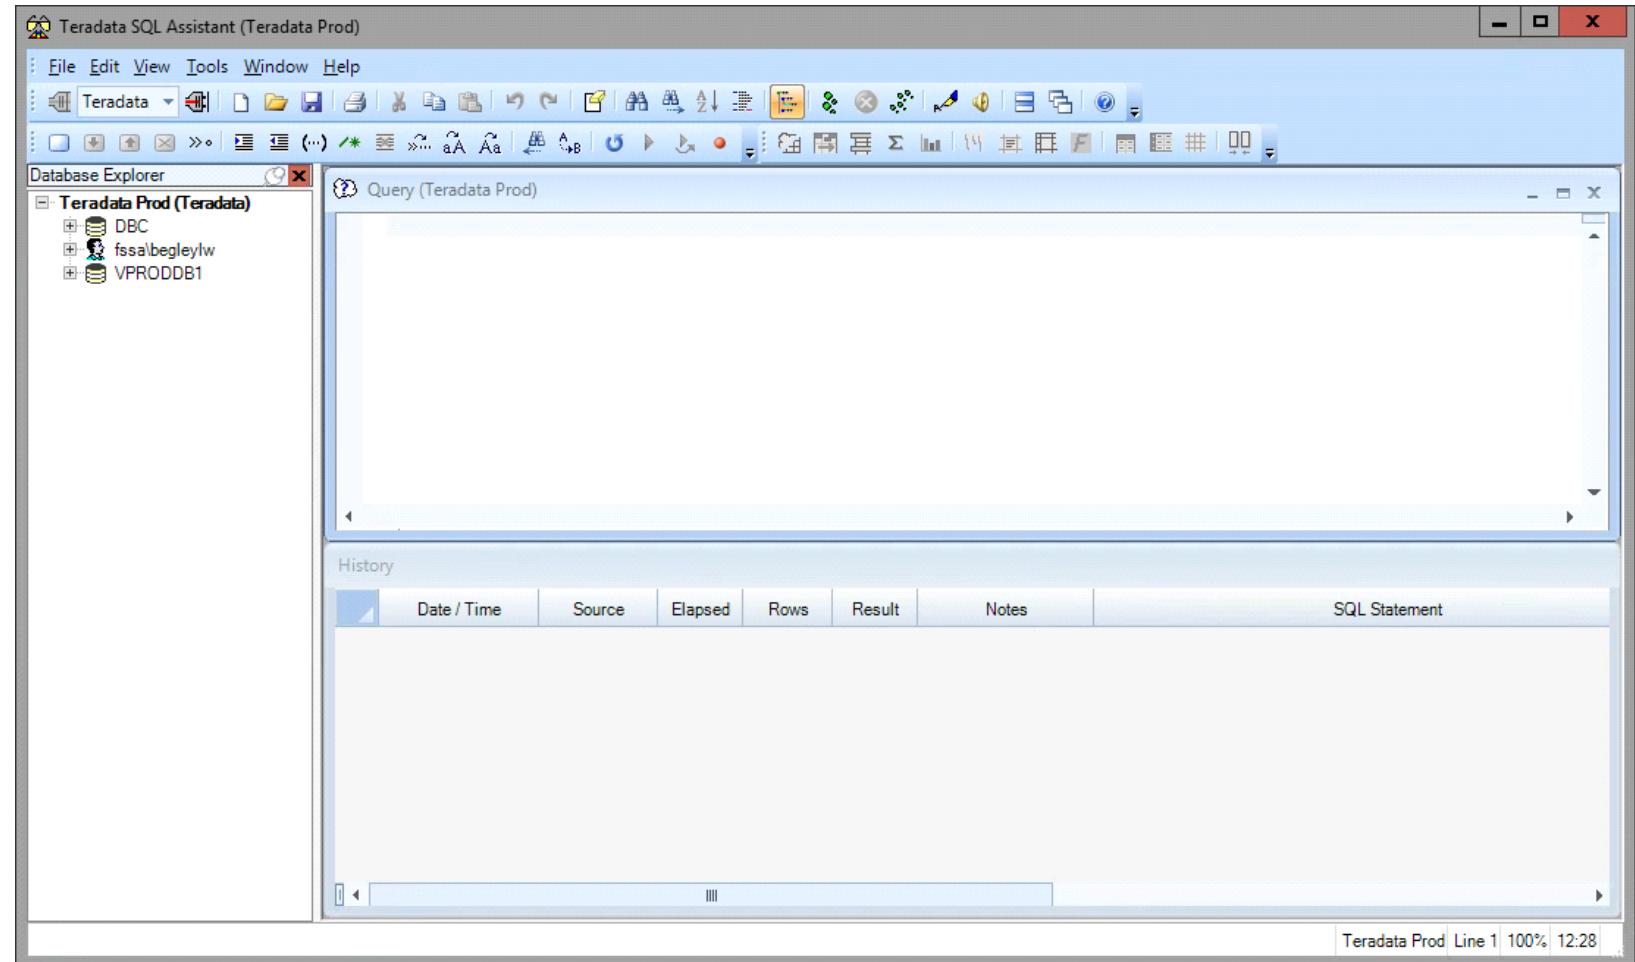 Teradata SQL Assistant (Teradata Prod)
File Edit View Tools Window Help
Teradata
Database Explorer
Teradata Prod (Teradata)
DBC
fssa\begleylw
VPRODDB1
Query (Teradata Prod)
History
Date / Time Source Elapsed Rows Result Notes SQL Statement
Teradata Prod Line 1 100% 12:28